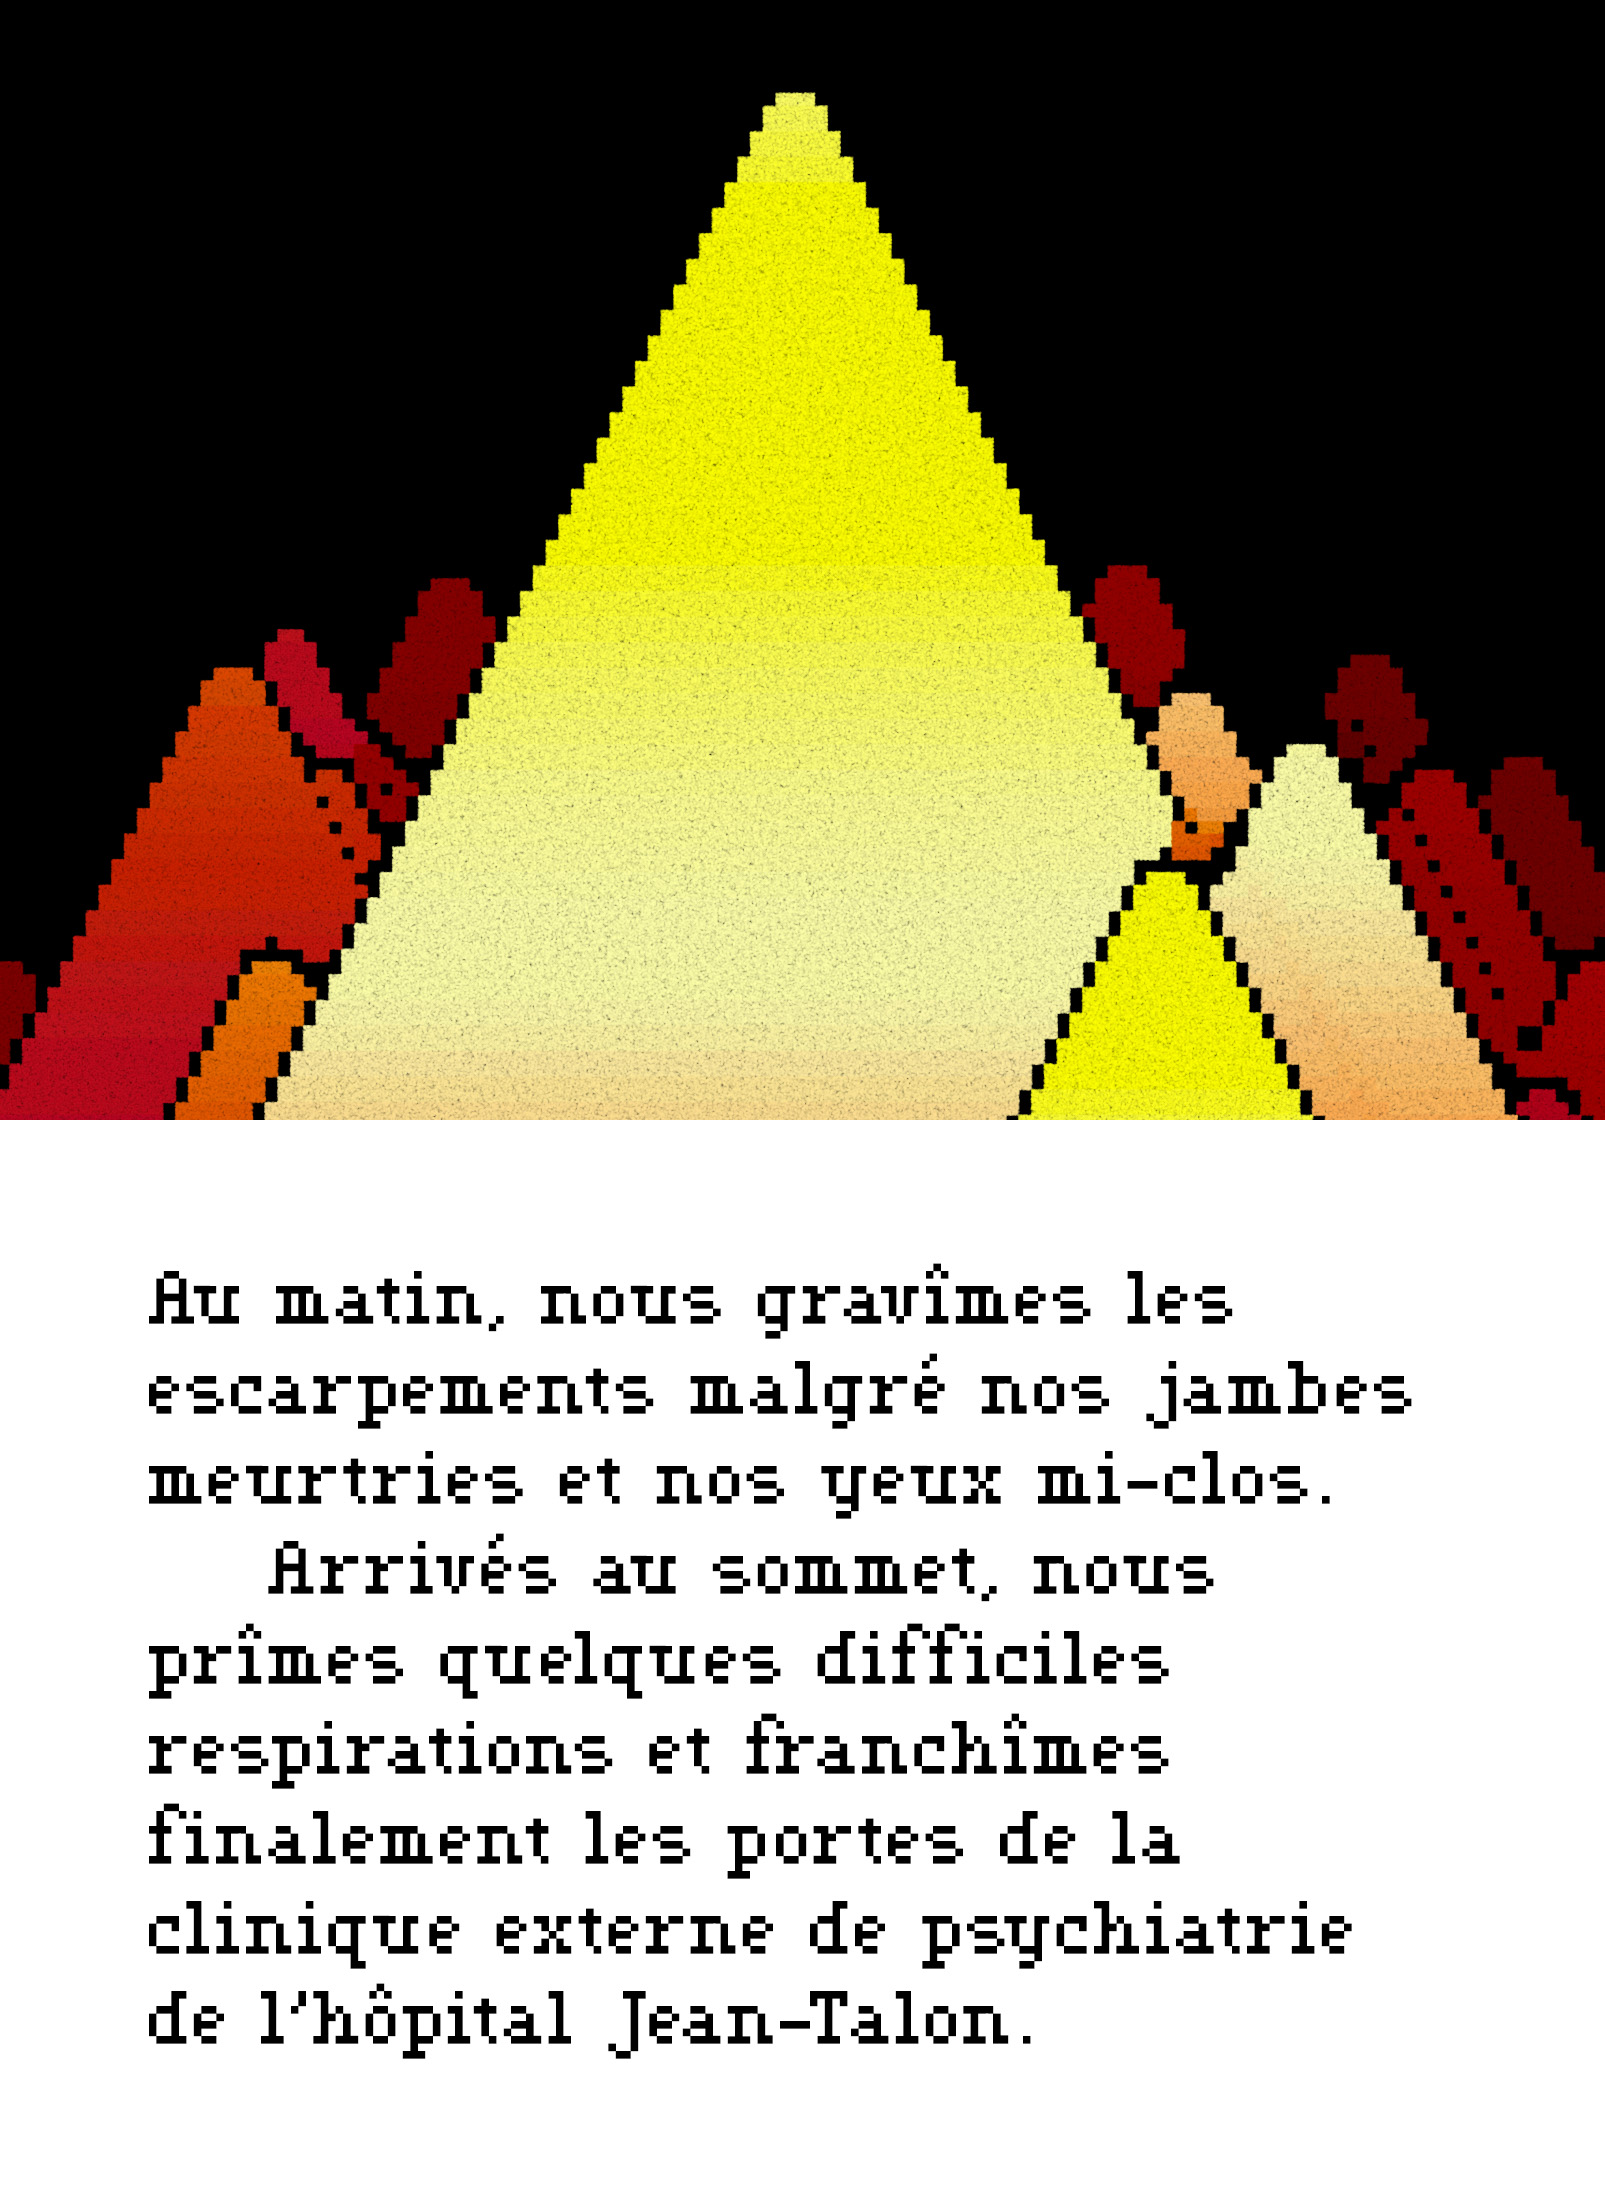 Au matin, nous gravîmes les
escarpements malgré nos jambes
meurtries et nos yeux mi-clos.
Arrivés au sommet, nous
prîmes quelques difficiles
respirations et franchîmes
finalement les portes de la
clinique externe de psychiatrie
de l'hôpital Jean-Talon.